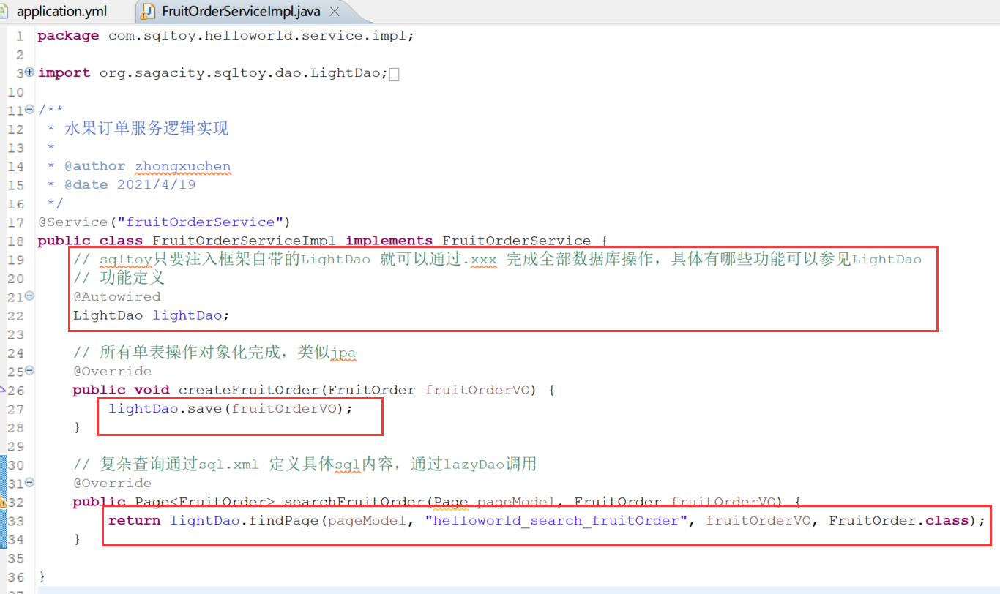 application.yml
FruitOrderServiceImpl.java
1 package com.sqltoy.helloworld.service.impl;
2
3 import org.sagacity.sqltoy.dao.LightDao;
10
11 /**
12 * 水果订单服务逻辑实现
13 *
14 * @author zhongxuchen
15 * @date 2021/4/19
16 */
17 @Service("fruitOrderService")
18 public class FruitOrderServiceImpl implements FruitOrderService {
19 // sqltoy只要注入框架自带的LightDao 就可以通过.xxx 完成全部数据库操作，具体有哪些功能可以参见LightDao
20 // 功能定义
21 @Autowired
22 LightDao lightDao;
23
24 // 所有单表操作对象化完成，类似jpa
25 @Override
26 public void createFruitOrder(FruitOrder fruitOrderVO) {
27 lightDao.save(fruitOrderVO);
28 }
29
30 // 复杂查询通过sql.xml 定义具体sql内容，通过lazyDao调用
31 @Override
32 public Page<FruitOrder> searchFruitOrder(Page pageModel, FruitOrder fruitOrderVO) {
33 return lightDao.findPage(pageModel, "helloworld_search_fruitOrder", fruitOrderVO, FruitOrder.class);
34 }
35
36 }